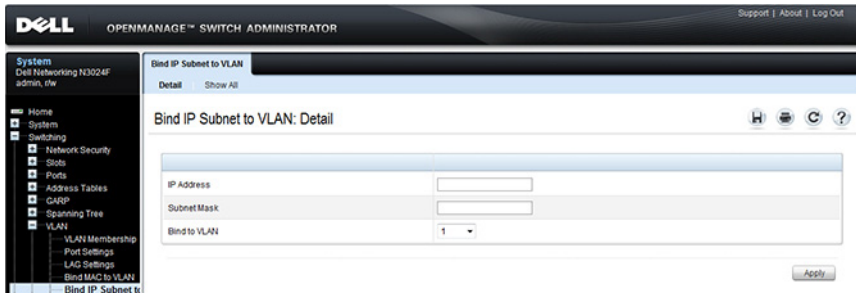 Support | About | Log Out
DELL OPENMANAGE™ SWITCH ADMINISTRATOR
System
Dell Networking N3024F
admin, r/w
Home
System
Switching
Network Security
Slots
Ports
Address Tables
GARP
Spanning Tree
VLAN
VLAN Membership
Port Settings
LAG Settings
Bind MAC to VLAN
Bind IP Subnet to
Bind IP Subnet to VLAN
Detail Show All
Bind IP Subnet to VLAN: Detail
IP Address
Subnet Mask
Bind to VLAN 1
Apply